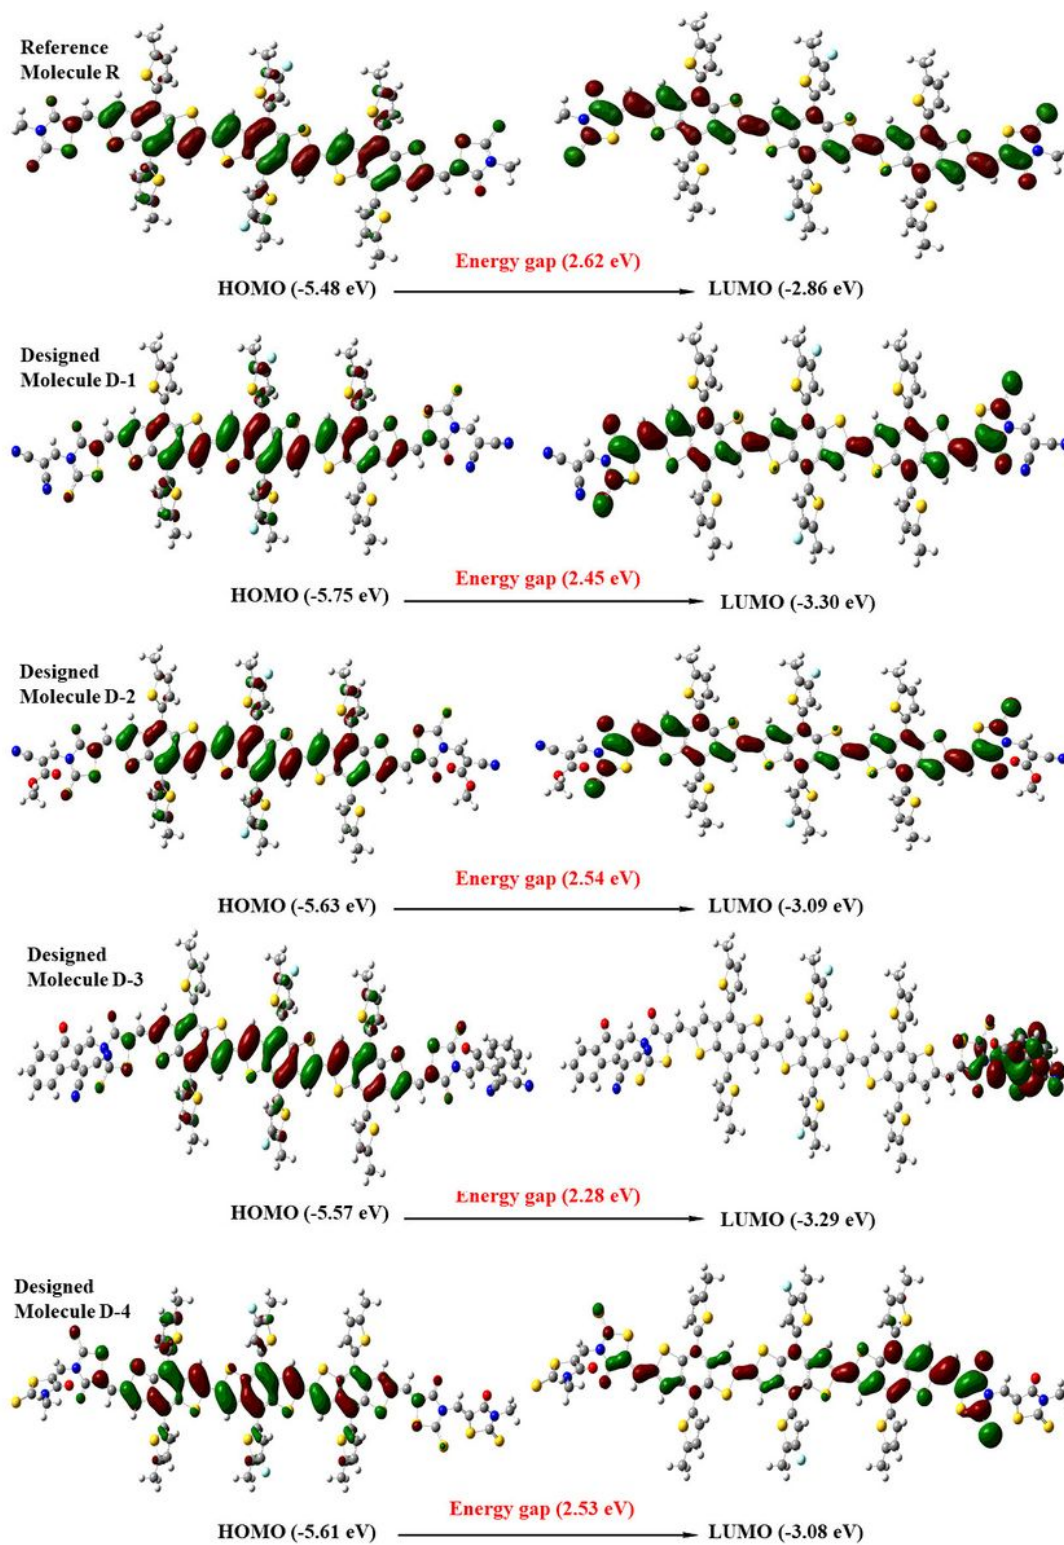 Reference
Molecule R
Energy gap (2.62 eV)
HOMO (-5.48 eV)
LUMO (-2.86 eV)
Designed
Molecule D-1
Energy gap (2.45 eV)
HOMO (-5.75 eV)
LUMO (-3.30 eV)
Designed
Molecule D-2
Energy gap (2.54 eV)
HOMO (-5.63 eV)
LUMO (-3.09 eV)
Designed
Molecule D-3
Energy gap (2.28 eV)
HOMO (-5.57 eV)
LUMO (-3.29 eV)
Designed
Molecule D-4
Energy gap (2.53 eV)
HOMO (-5.61 eV)
LUMO (-3.08 eV)